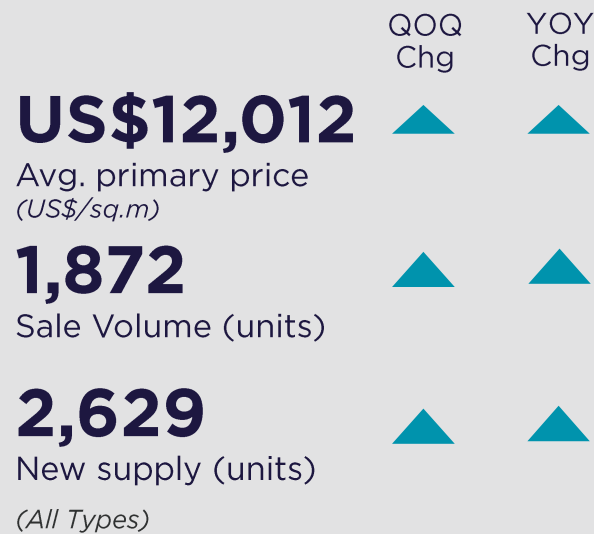 QOQ YOY
Chg Chg
US$12,012
Avg. primary price
(US$/sq.m)
1,872
Sale Volume (units)
2,629
New supply (units)
(All Types)